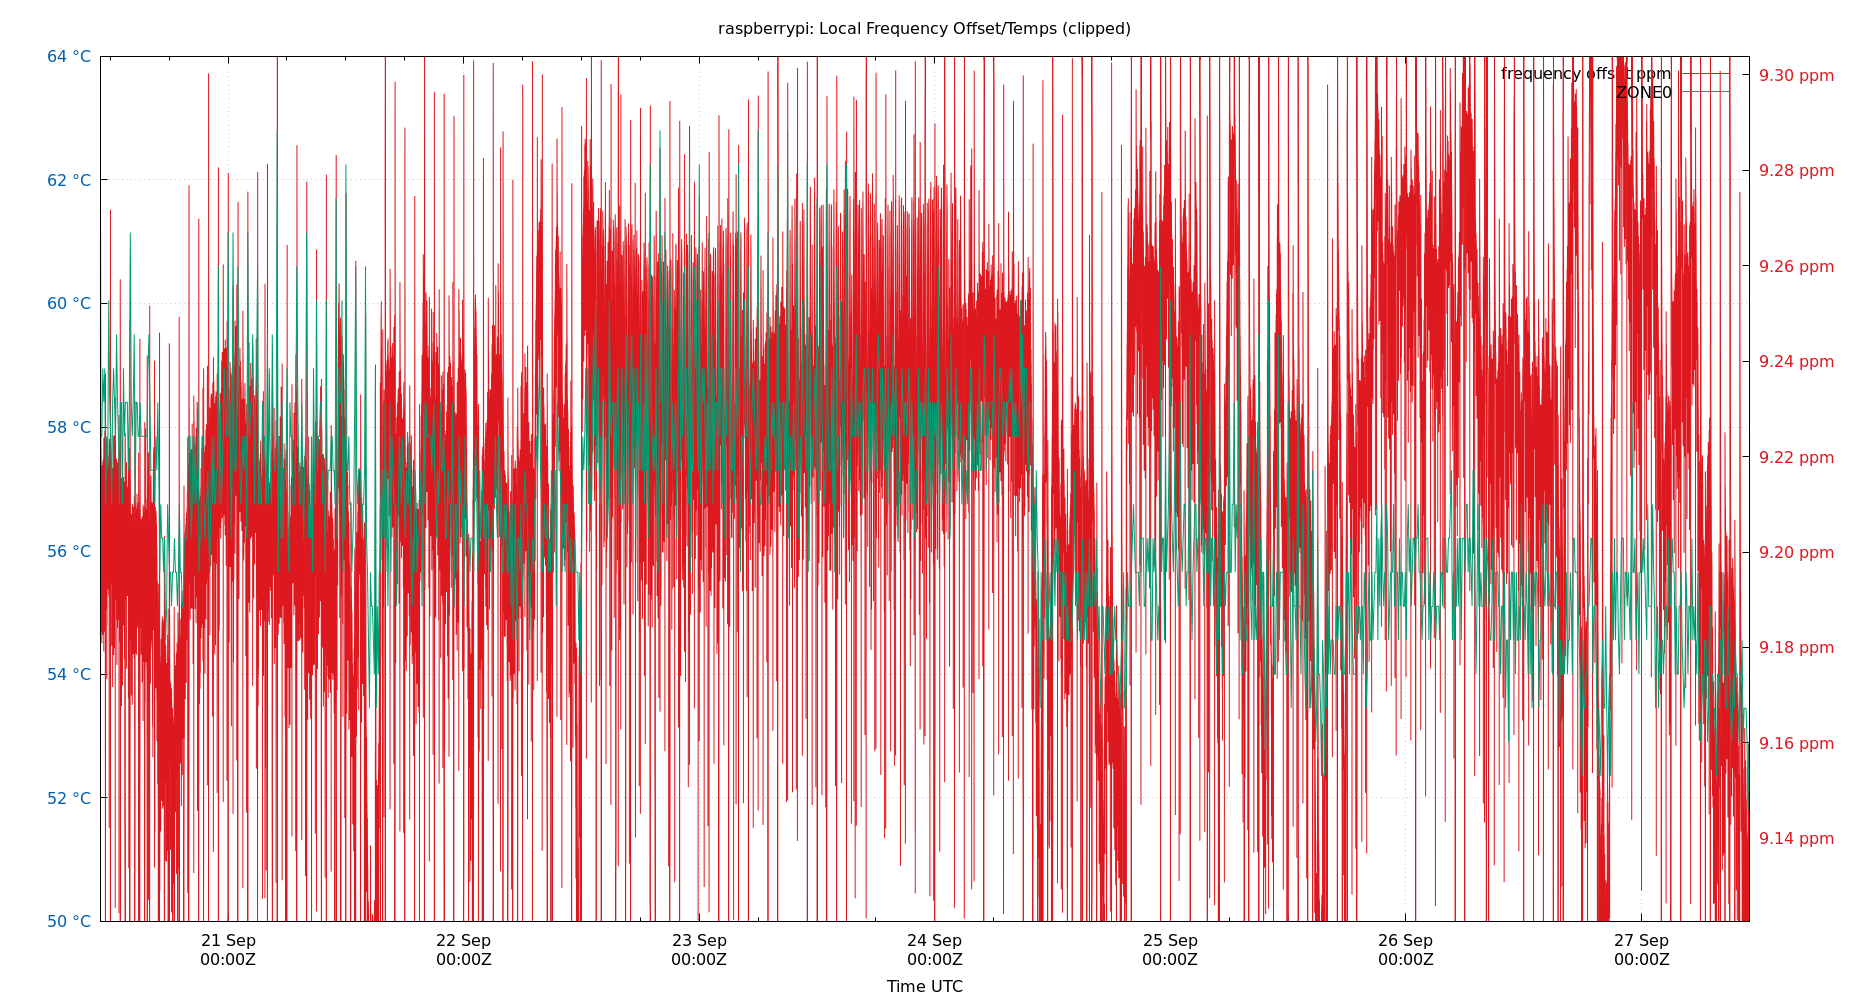 raspberrypi: Local Frequency Offset/Temps (clipped)
64 °C
62 °C
60 °C
58 °C
56 °C
54 °C
52 °C
50 °C
frequency offset ppm
ZONE0
9.30 ppm
9.28 ppm
9.26 ppm
9.24 ppm
9.22 ppm
9.20 ppm
9.18 ppm
9.16 ppm
9.14 ppm
21 Sep
00:00Z
22 Sep
00:00Z
23 Sep
00:00Z
24 Sep
00:00Z
25 Sep
00:00Z
26 Sep
00:00Z
27 Sep
00:00Z
Time UTC